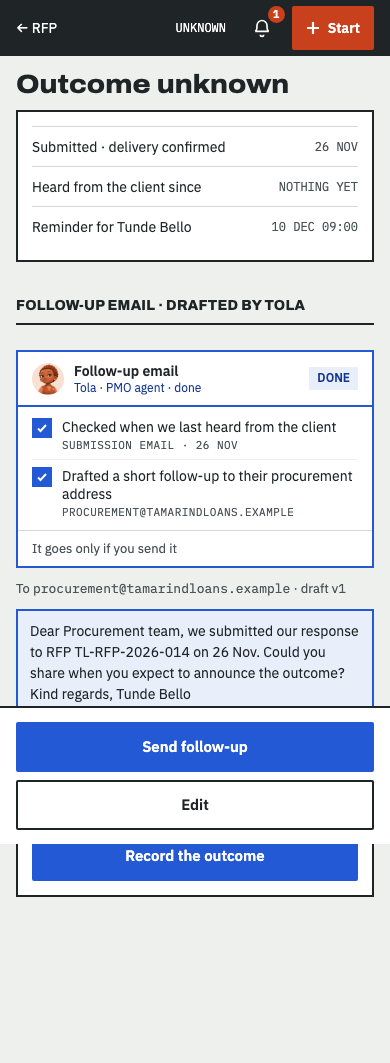 ← RFP
UNKNOWN
1
+ Start
Outcome unknown
Submitted · delivery confirmed
26 NOV
Heard from the client since
NOTHING YET
Reminder for Tunde Bello
10 DEC 09:00
FOLLOW-UP EMAIL · DRAFTED BY TOLA
Follow-up email
Tola · PMO agent · done
DONE
Checked when we last heard from the client
SUBMISSION EMAIL · 26 NOV
Drafted a short follow-up to their procurement
address
PROCUREMENT@TAMARINDLOANS.EXAMPLE
It goes only if you send it
To procurement@tamarindloans.example · draft v1
Dear Procurement team, we submitted our response
to RFP TL-RFP-2026-014 on 26 Nov. Could you
share when you expect to announce the outcome?
Kind regards, Tunde Bello
Send follow-up
Edit
Record the outcome